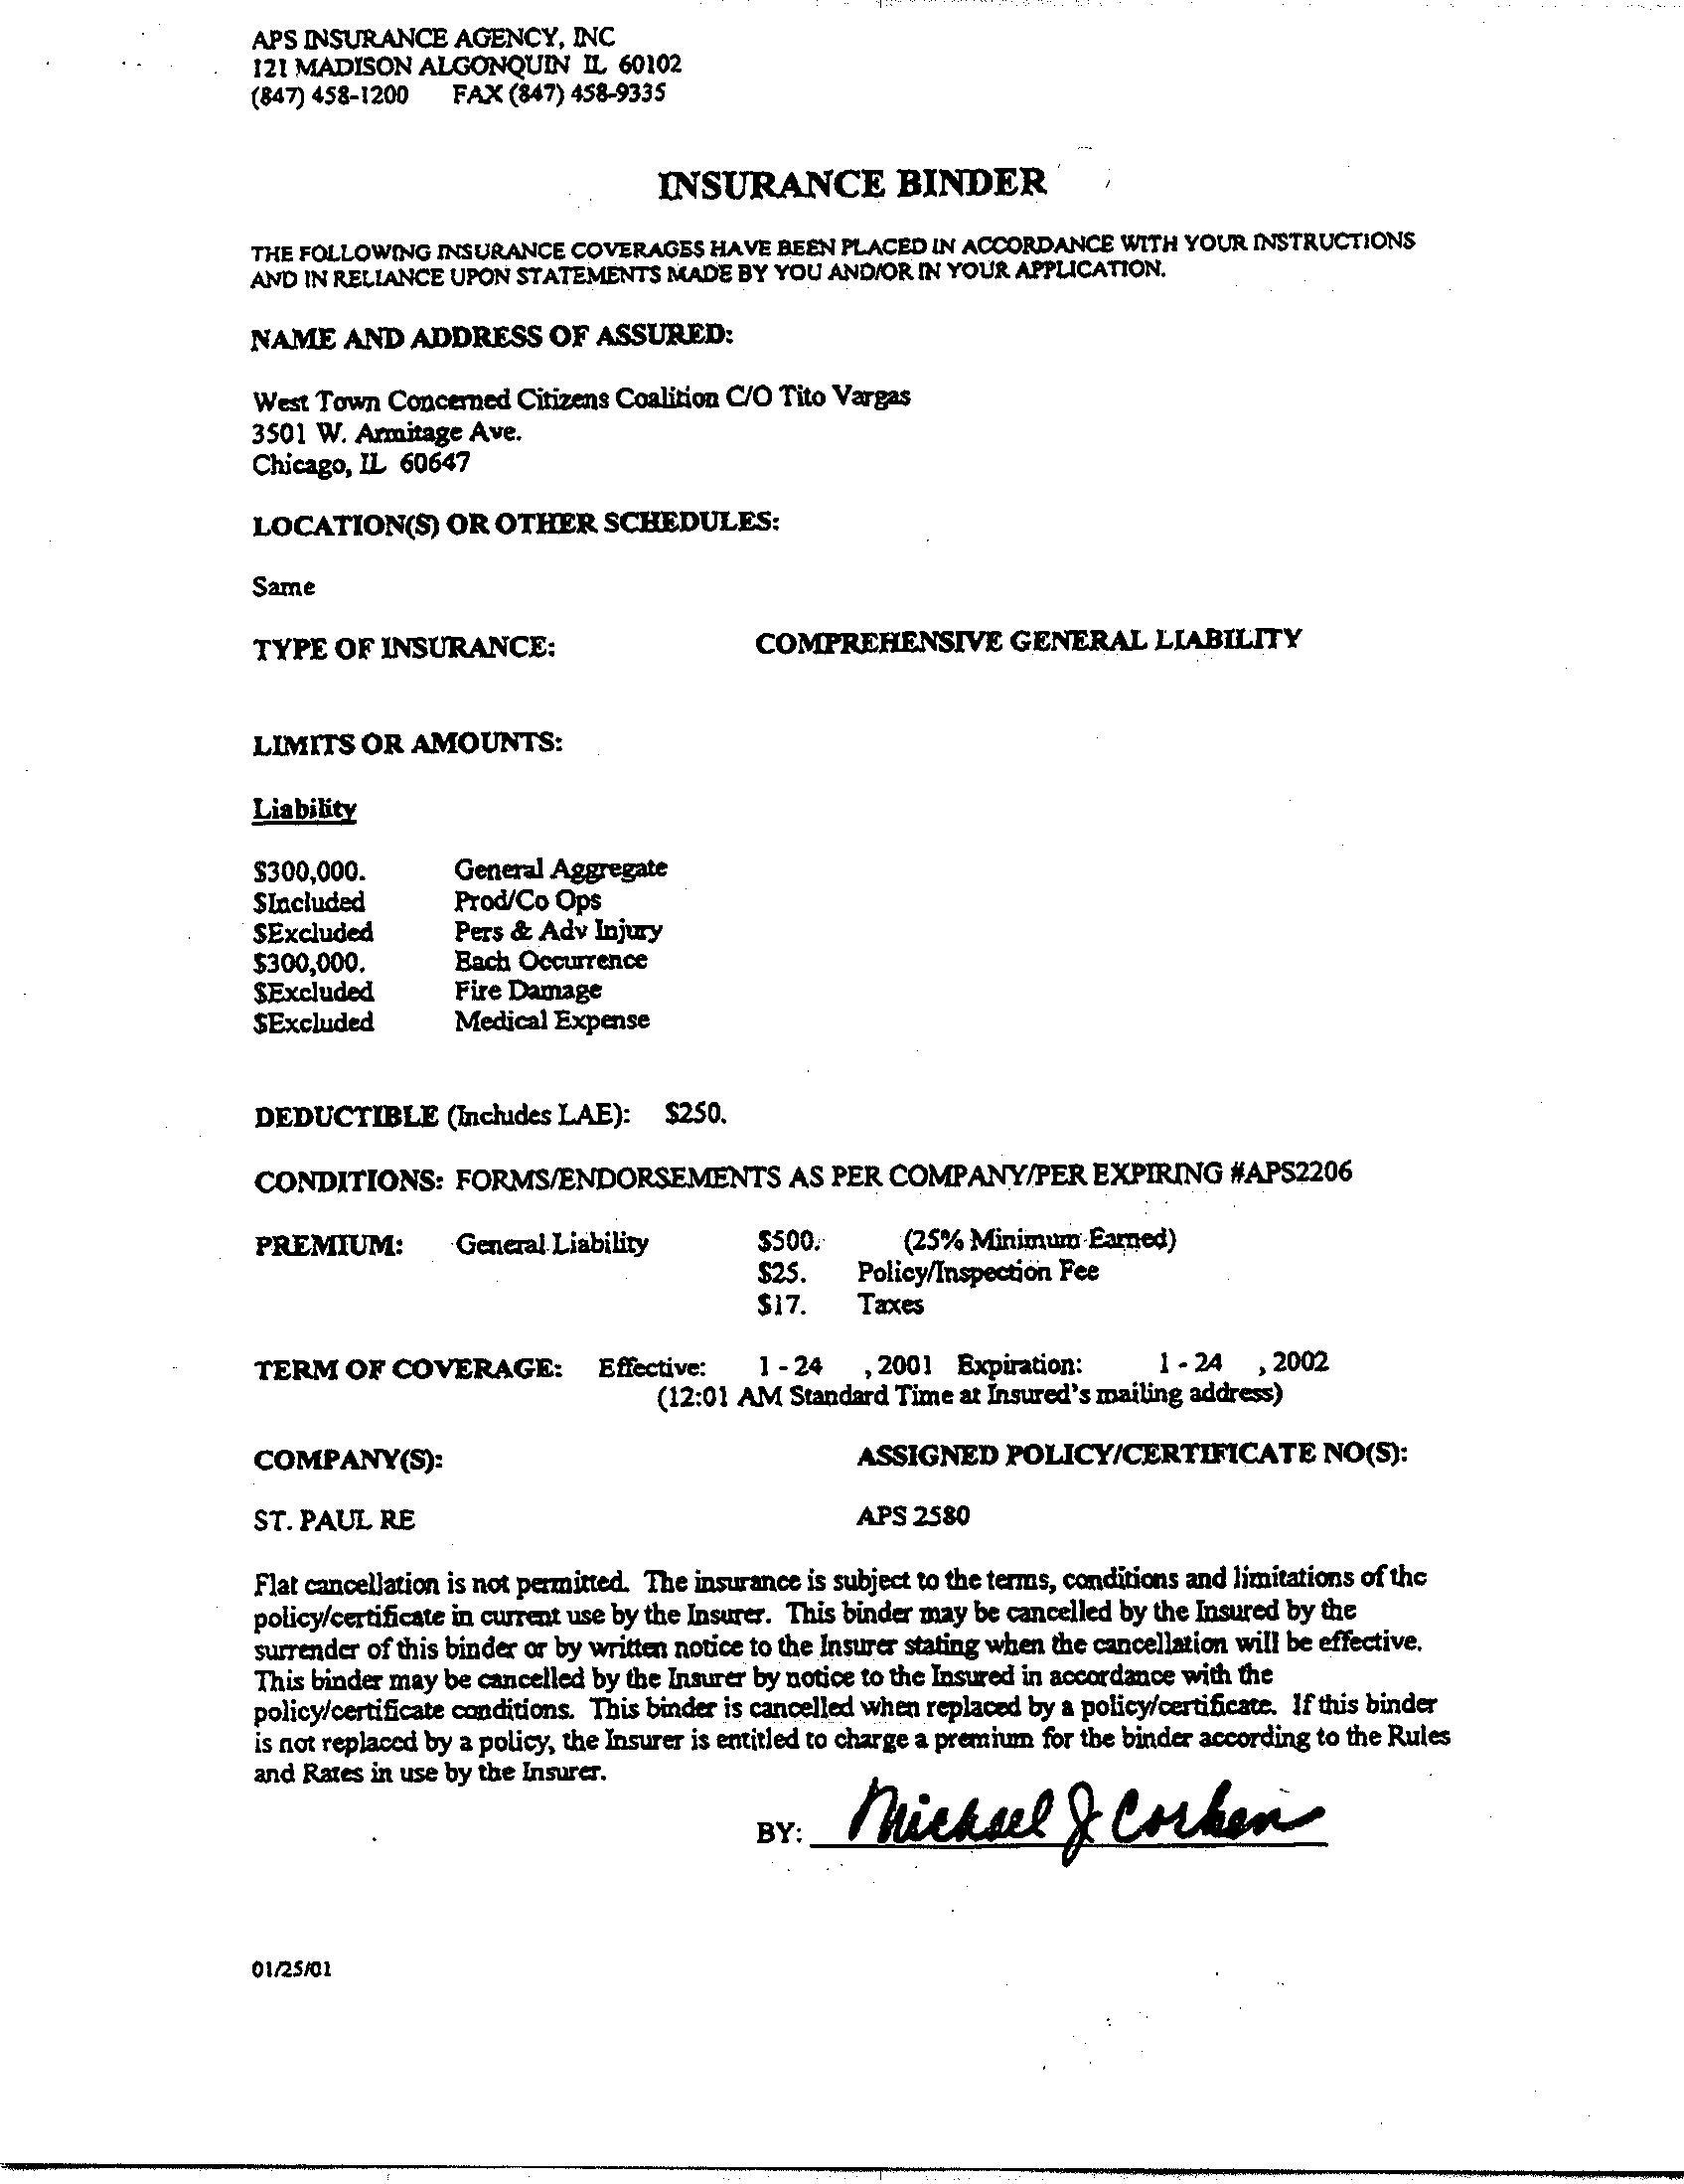 APS INSURANCE AGENCY, INC
121 MADISON ALGONQUIN IL 60102
(847) 458-1200 FAX (847) 458-9335
INSURANCE BINDER
THE FOLLOWING INSURANCE COVERAGES HAVE BEEN PLACED IN ACCORDANCE WITH YOUR INSTRUCTIONS
AND IN RELIANCE UPON STATEMENTS MADE BY YOU AND/OR IN YOUR APPLICATION.
NAME AND ADDRESS OF ASSURED:
West Town Concerned Citizens Coalition C/O Tito Vargas
3501 W. Armitage Ave.
Chicago, IL 60647
LOCATION(S) OR OTHER SCHEDULES:
Same
TYPE OF INSURANCE: COMPREHENSIVE GENERAL LIABILITY
LIMITS OR AMOUNTS:
Liability
$300,000. General Aggregate
$Included Prod/Co Ops
$Excluded Pers & Adv Injury
$300,000. Each Occurrence
$Excluded Fire Damage
$Excluded Medical Expense
DEDUCTIBLE (Includes LAE): $250.
CONDITIONS: FORMS/ENDORSEMENTS AS PER COMPANY/PER EXPIRING #APS2206
PREMIUM: General Liability $500. (25% Minimum Earned)
$25. Policy/Inspection Fee
$17. Taxes
TERM OF COVERAGE: Effective: 1 - 24 , 2001 Expiration: 1 - 24 , 2002
(12:01 AM Standard Time at Insured's mailing address)
COMPANY(S): ASSIGNED POLICY/CERTIFICATE NO(S):
ST. PAUL RE APS 2580
Flat cancellation is not permitted. The insurance is subject to the terms, conditions and limitations of the
policy/certificate in current use by the Insurer. This binder may be cancelled by the Insured by the
surrender of this binder or by written notice to the Insurer stating when the cancellation will be effective.
This binder may be cancelled by the Insurer by notice to the Insured in accordance with the
policy/certificate conditions. This binder is cancelled when replaced by a policy/certificate. If this binder
is not replaced by a policy, the Insurer is entitled to charge a premium for the binder according to the Rules
and Rates in use by the Insurer.
BY: Michael J Corken
01/25/01